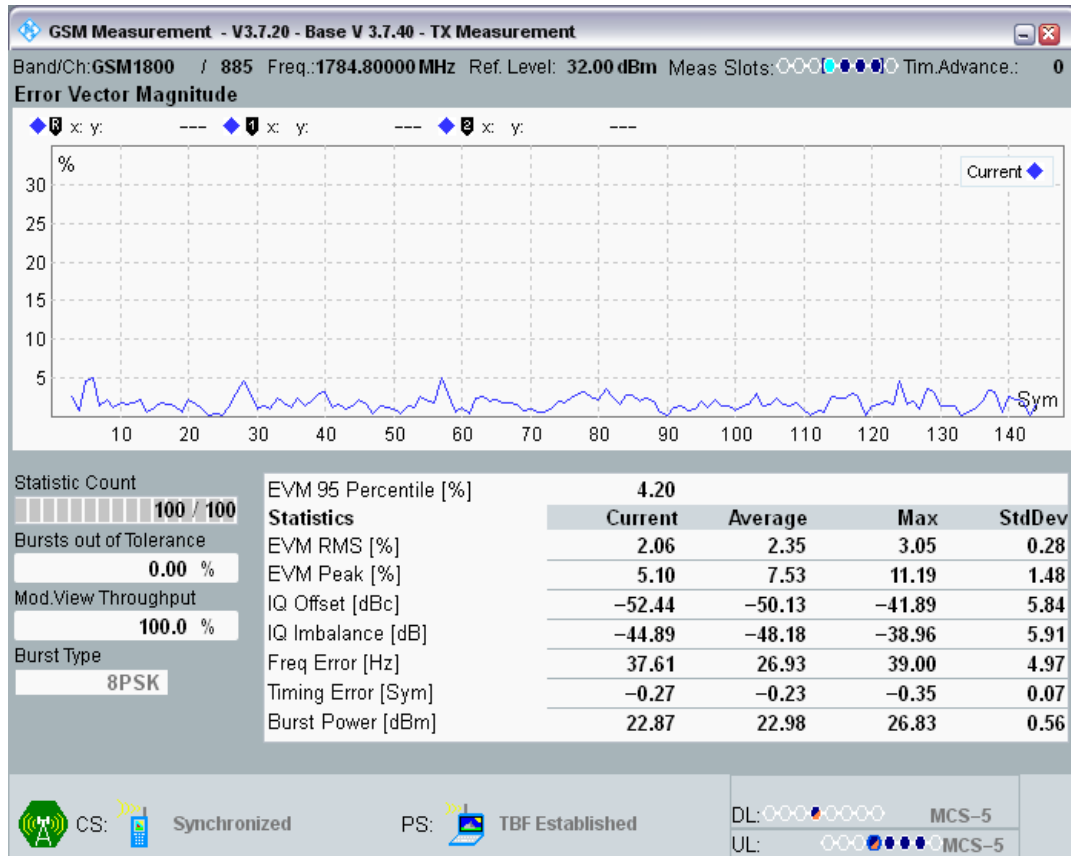 GSM Measurement - V3.7.20 - Base V 3.7.40 - TX Measurement
Band/Ch:GSM1800 / 885 Freq.:1784.80000 MHz Ref. Level: 32.00 dBm Meas Slots: Tim.Advance.: 0
Error Vector Magnitude
R x: y: --- 1 x: y: --- 2 x: y: ---
%
Current
30
25
20
15
10
5
Sym
10 20 30 40 50 60 70 80 90 100 110 120 130 140
Statistic Count
100 / 100
Bursts out of Tolerance
0.00 %
Mod.View Throughput
100.0 %
Burst Type
8PSK
EVM 95 Percentile [%] 4.20
Statistics Current Average Max StdDev
EVM RMS [%] 2.06 2.35 3.05 0.28
EVM Peak [%] 5.10 7.53 11.19 1.48
IQ Offset [dBc] −52.44 −50.13 −41.89 5.84
IQ Imbalance [dB] −44.89 −48.18 −38.96 5.91
Freq Error [Hz] 37.61 26.93 39.00 4.97
Timing Error [Sym] −0.27 −0.23 −0.35 0.07
Burst Power [dBm] 22.87 22.98 26.83 0.56
CS: Synchronized PS: TBF Established
DL: MCS−5
UL: MCS−5